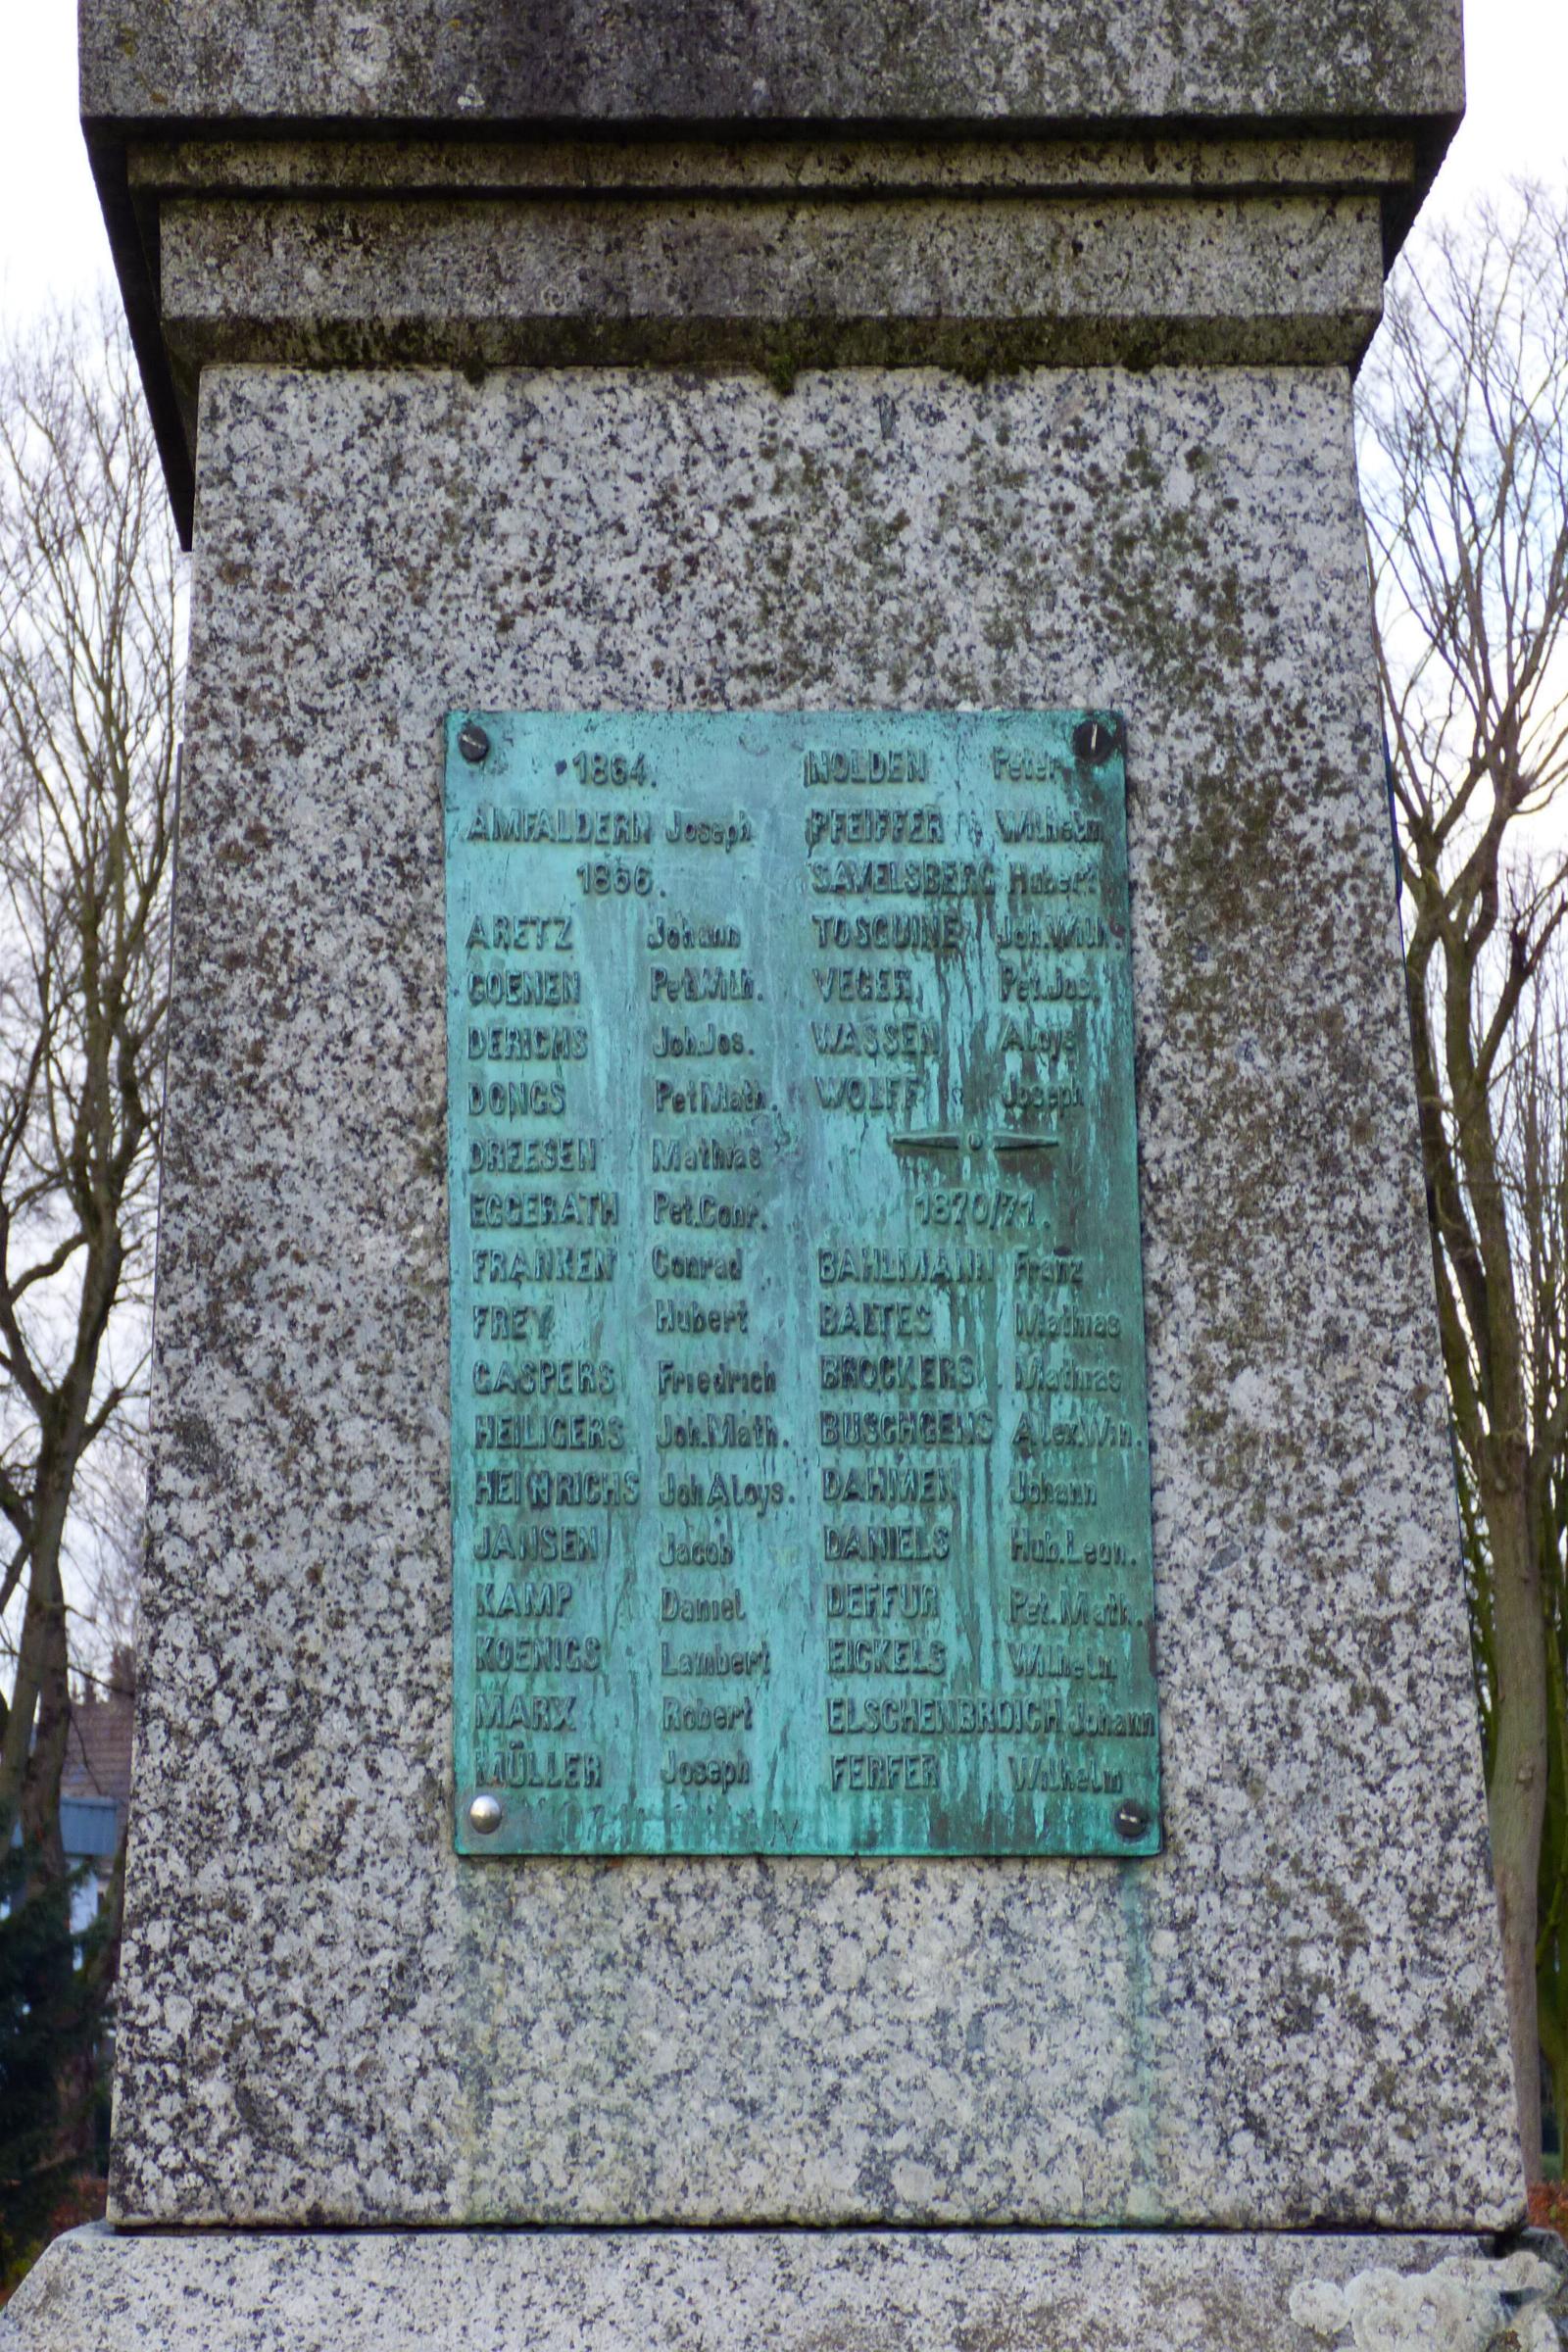 1864.
AMFALDERN Joseph
1866.
ARETZ Johann
COENEN Pet.Wilh.
DERICHS Joh.Jos.
DONGS Pet.Math.
DREESEN Mathias
EGGERATH Pet.Conr.
FRANKEN Conrad
FREY Hubert
GASPERS Friedrich
HEILIGERS Joh.Math.
HEINRICHS Joh.Aloys.
JANSEN Jacob
KAMP Daniel
KOENIGS Lambert
MARX Robert
MÜLLER Joseph
NOLDEN Peter
PFEIFFER Wilhelm
SAVELSBERG Hubert
TOSQUINE Joh.Wilh.
VEGER Pet.Jos.
WASSEN Aloys
WOLFF Joseph
1870/71.
BAHLMANN Franz
BALTES Mathias
BROCKERS Mathias
BUSCHGENS Alex.Wilh.
DAHMEN Johann
DANIELS Hub.Leon.
DEFFUR Pet.Math.
EICKELS Wilhelm
ELSCHENBROICH Johann
FERFER Wilhelm